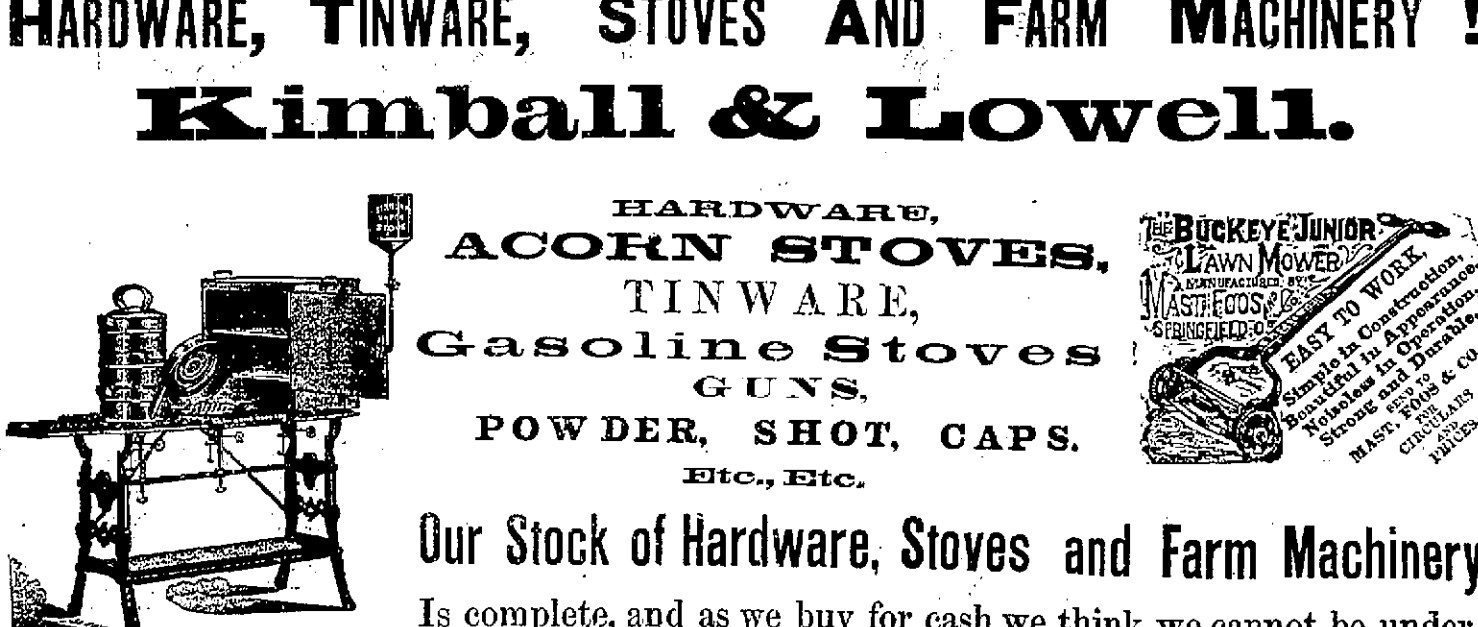 HARDWARE, TINWARE, STOVES AND FARM MACHINERY!
Kimball & Lowell.
HARDWARE,
ACORN STOVES,
TINWARE,
Gasoline Stoves
GUNS,
POWDER, SHOT, CAPS.
Etc., Etc.
THE BUCKEYE JUNIOR
LAWN MOWER
MANUFACTURED BY
MAST, FOOS & Co.
SPRINGFIELD, O.
EASY TO WORK,
Simple in Construction,
Beautiful in Appearance,
Noiseless in Operation,
Strong and Durable.
SEND TO
MAST, FOOS & CO.
FOR
CIRCULARS
AND
PRICES.
Our Stock of Hardware, Stoves and Farm Machinery
Is complete, and as we buy for cash we think we cannot be under-